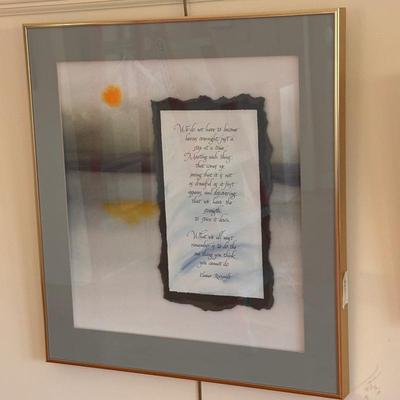 We do not have to become
heroes overnight, just a
step at a time
Meeting each thing
that comes up
seeing that it is not
as dreadful as it first
appears, and discovering
that we have the
strength
to stare it down.
What we all must
remember is to do the
one thing you think
you cannot do
Eleanor Roosevelt